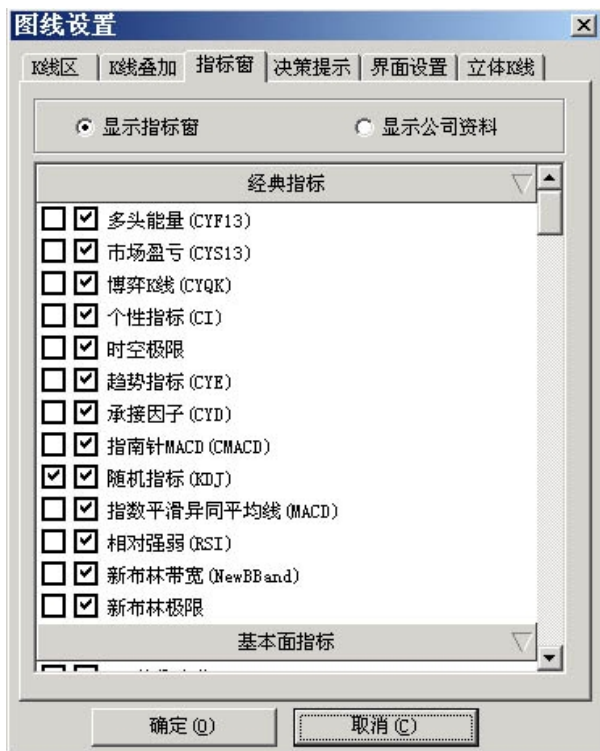 图线设置
K线区 K线叠加 指标窗 决策提示 界面设置 立体K线
显示指标窗 显示公司资料
经典指标
多头能量(CYF13)
市场盈亏(CYS13)
博弈K线(CYQK)
个性指标(CI)
时空极限
趋势指标(CYE)
承接因子(CYD)
指南针MACD(CMACD)
随机指标(KDJ)
指数平滑异同平均线(MACD)
相对强弱(RSI)
新布林带宽(NewBBand)
新布林极限
基本面指标
确定(O) 取消(C)